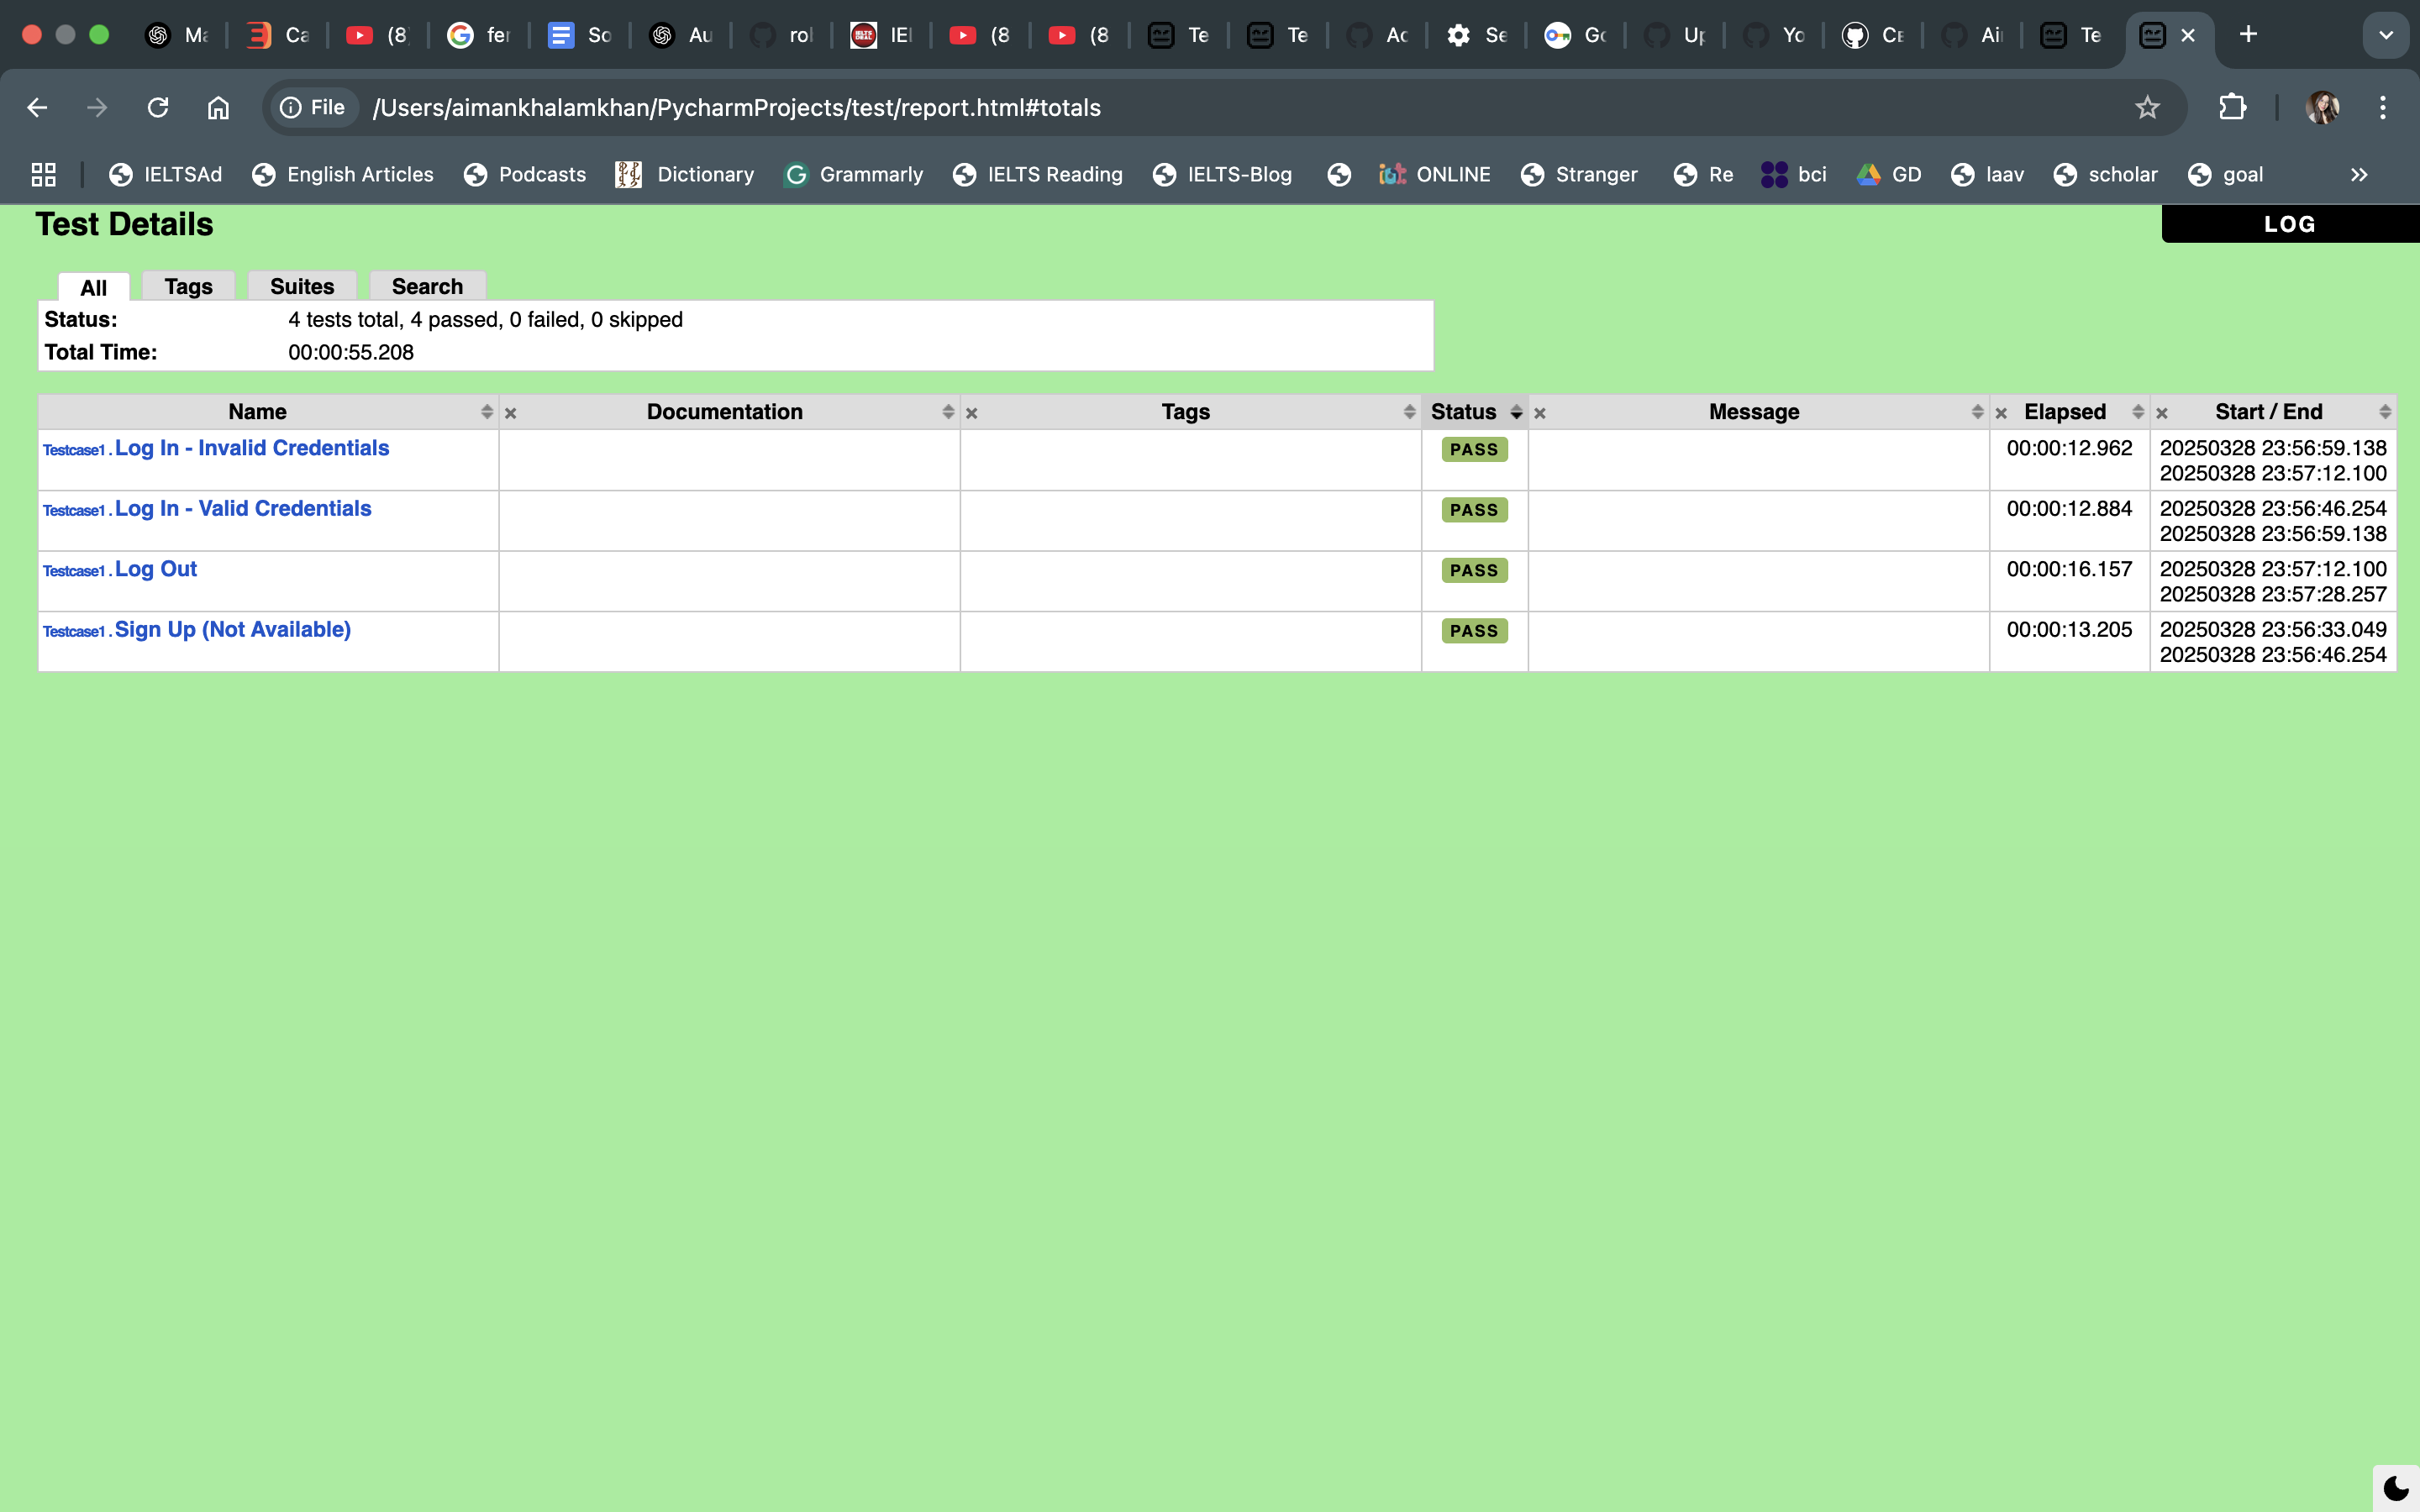 Ma Ca (8 fer So Au rol IEI (8 (8 Te Te Ac Se Go Up Yo Ce Ai Te
File /Users/aimankhalamkhan/PycharmProjects/test/report.html#totals
IELTSAd English Articles Podcasts Dictionary Grammarly IELTS Reading IELTS-Blog ONLINE Stranger Re bci GD laav scholar goal
Test Details LOG
All Tags Suites Search
Status: 4 tests total, 4 passed, 0 failed, 0 skipped
Total Time: 00:00:55.208
Name Documentation Tags Status Message Elapsed Start / End
Testcase1 . Log In - Invalid Credentials PASS 00:00:12.962 20250328 23:56:59.138
20250328 23:57:12.100
Testcase1 . Log In - Valid Credentials PASS 00:00:12.884 20250328 23:56:46.254
20250328 23:56:59.138
Testcase1 . Log Out PASS 00:00:16.157 20250328 23:57:12.100
20250328 23:57:28.257
Testcase1 . Sign Up (Not Available) PASS 00:00:13.205 20250328 23:56:33.049
20250328 23:56:46.254